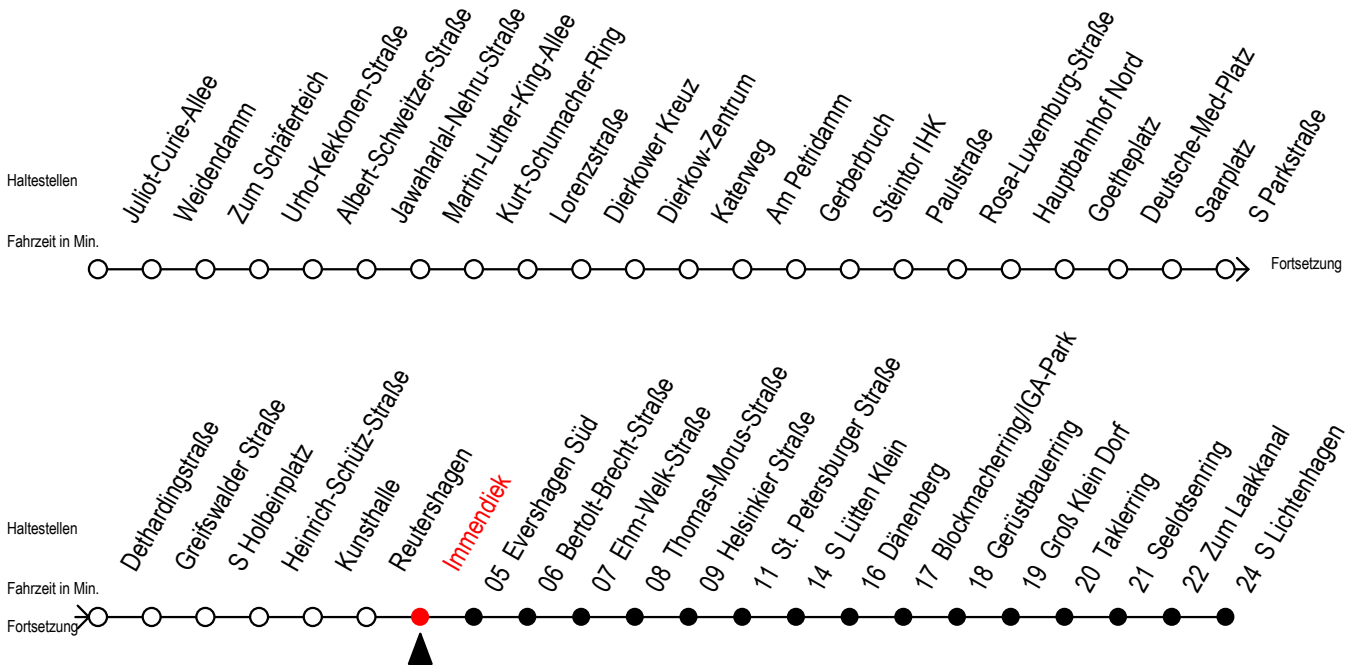 Haltestellen
Juliot-Curie-Allee
Weidendamm
Zum Schäferteich
Urho-Kekkonen-Straße
Albert-Schweitzer-Straße
Jawaharlal-Nehru-Straße
Martin-Luther-King-Allee
Kurt-Schumacher-Ring
Lorenzstraße
Dierkower Kreuz
Dierkow-Zentrum
Katerweg
Am Petridamm
Gerberbruch
Steintor IHK
Paulstraße
Rosa-Luxemburg-Straße
Hauptbahnhof Nord
Goetheplatz
Deutsche-Med-Platz
Saarplatz
S Parkstraße
Fahrzeit in Min.
Fortsetzung
Haltestellen
Dethardingstraße
Greifswalder Straße
S Holbeinplatz
Heinrich-Schütz-Straße
Kunsthalle
Reutershagen
Immendiek
05 Evershagen Süd
06 Bertolt-Brecht-Straße
07 Ehm-Welk-Straße
08 Thomas-Morus-Straße
09 Helsinkier Straße
11 St. Petersburger Straße
14 S Lütten Klein
16 Dänenberg
17 Blockmacherring/IGA-Park
18 Gerüstbauerring
19 Groß Klein Dorf
20 Taklerring
21 Seelotsenring
22 Zum Laakkanal
24 S Lichtenhagen
Fahrzeit in Min.
Fortsetzung